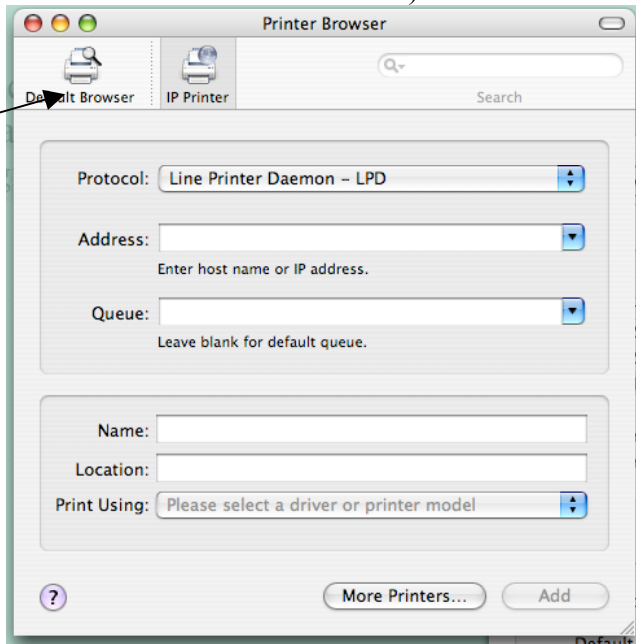 Printer Browser
Default Browser IP Printer Search
Protocol: Line Printer Daemon – LPD
Address:
Enter host name or IP address.
Queue:
Leave blank for default queue.
Name:
Location:
Print Using: Please select a driver or printer model
? More Printers... Add
Default